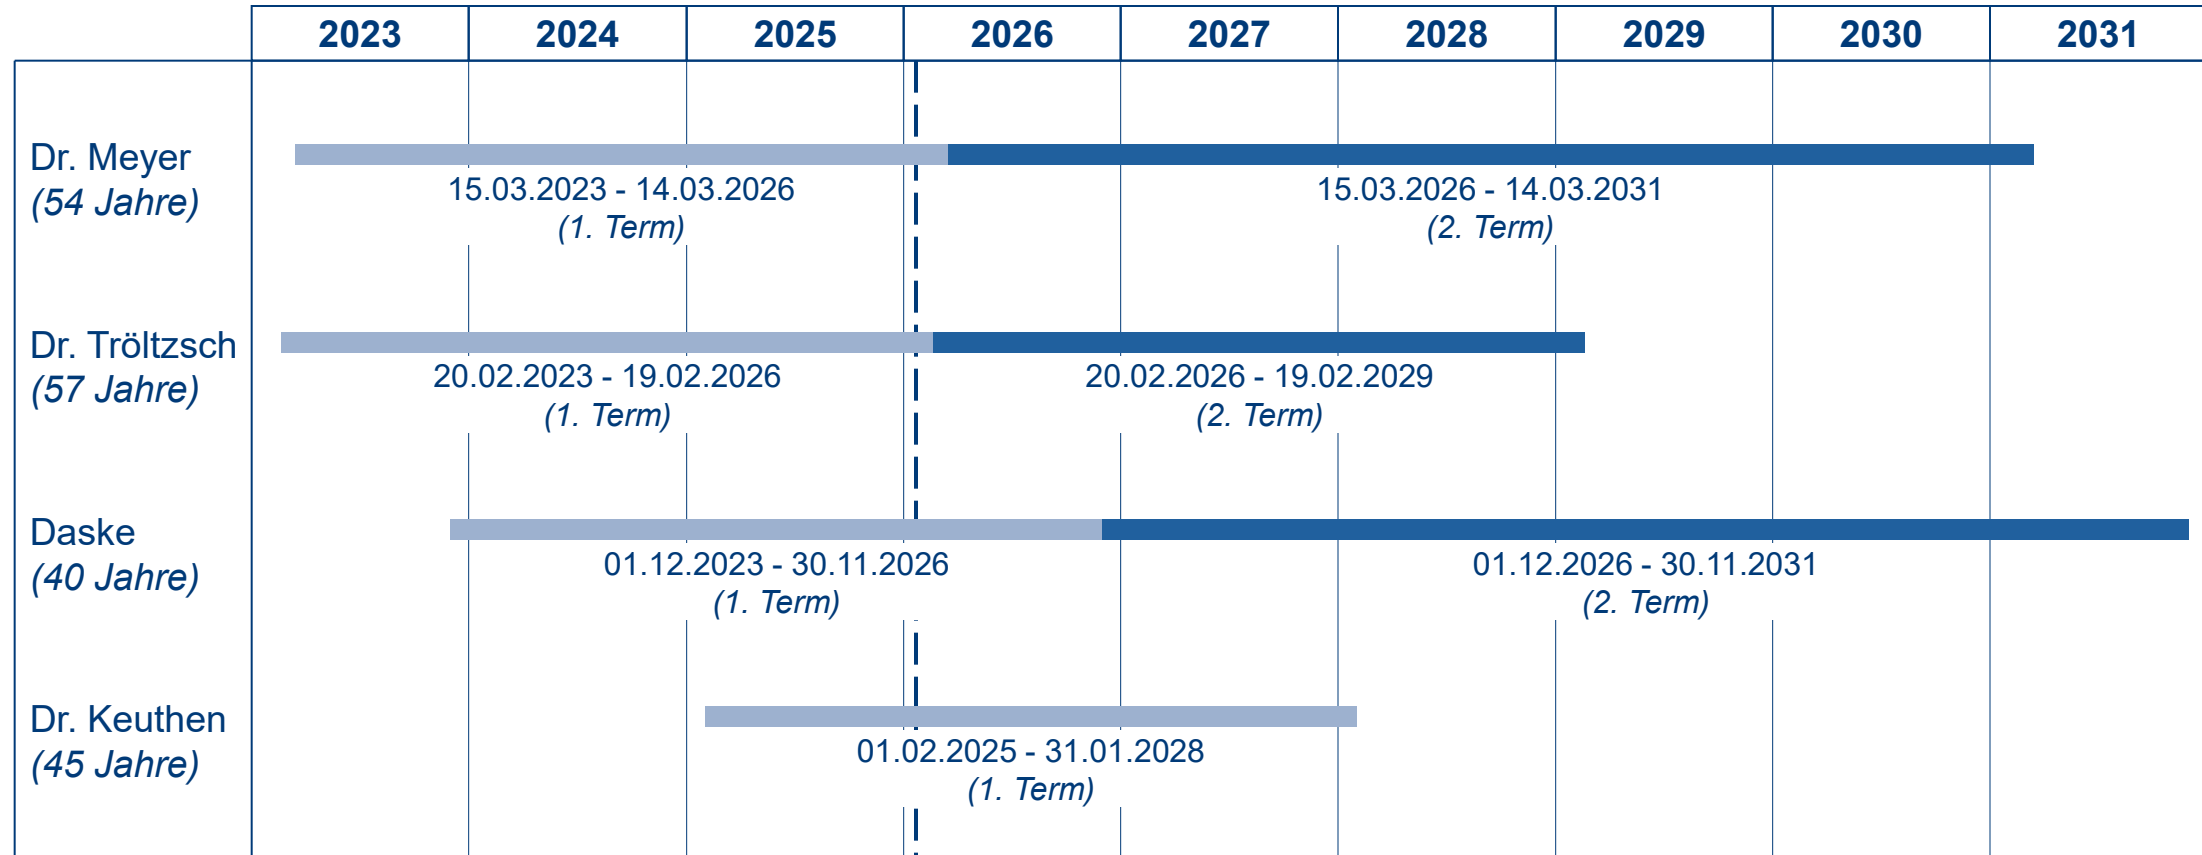 2023 2024 2025 2026 2027 2028 2029 2030 2031
Dr. Meyer
(54 Jahre)
15.03.2023 - 14.03.2026
(1. Term)
15.03.2026 - 14.03.2031
(2. Term)
Dr. Tröltzsch
(57 Jahre)
20.02.2023 - 19.02.2026
(1. Term)
20.02.2026 - 19.02.2029
(2. Term)
Daske
(40 Jahre)
01.12.2023 - 30.11.2026
(1. Term)
01.12.2026 - 30.11.2031
(2. Term)
Dr. Keuthen
(45 Jahre)
01.02.2025 - 31.01.2028
(1. Term)